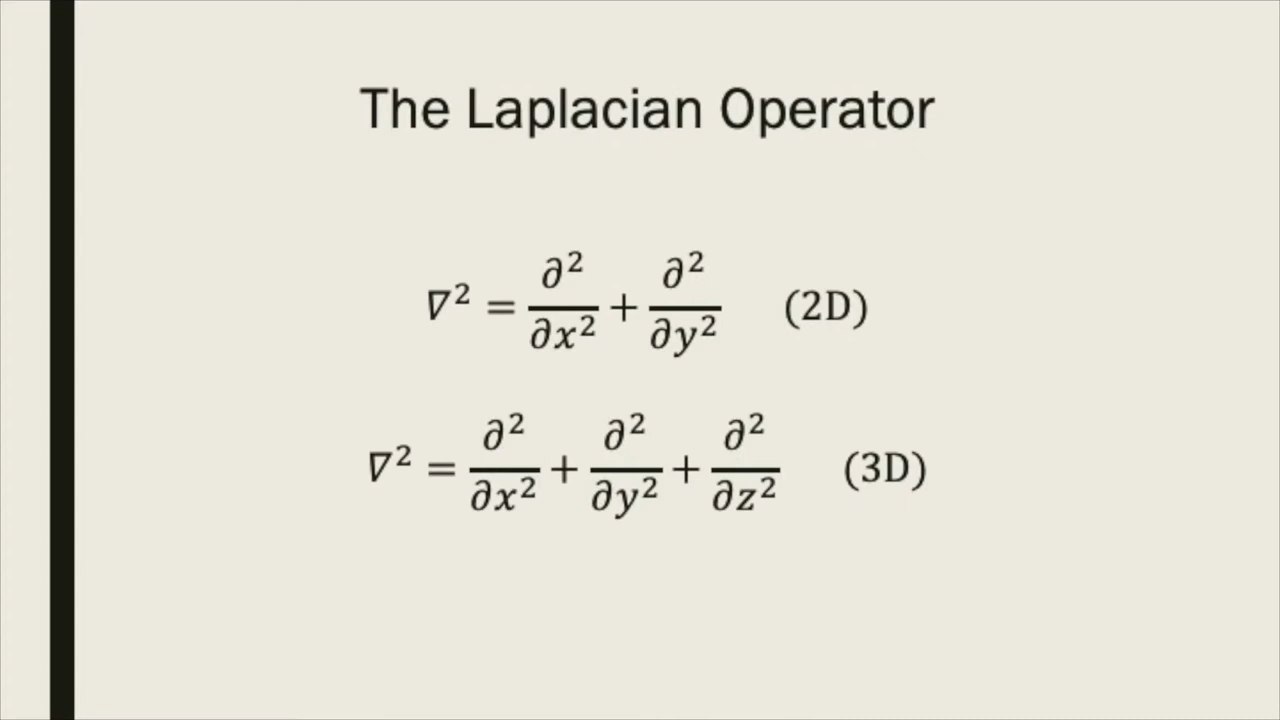 The Laplacian Operator
∇² = ∂²/∂x² + ∂²/∂y² (2D)
∇² = ∂²/∂x² + ∂²/∂y² + ∂²/∂z² (3D)